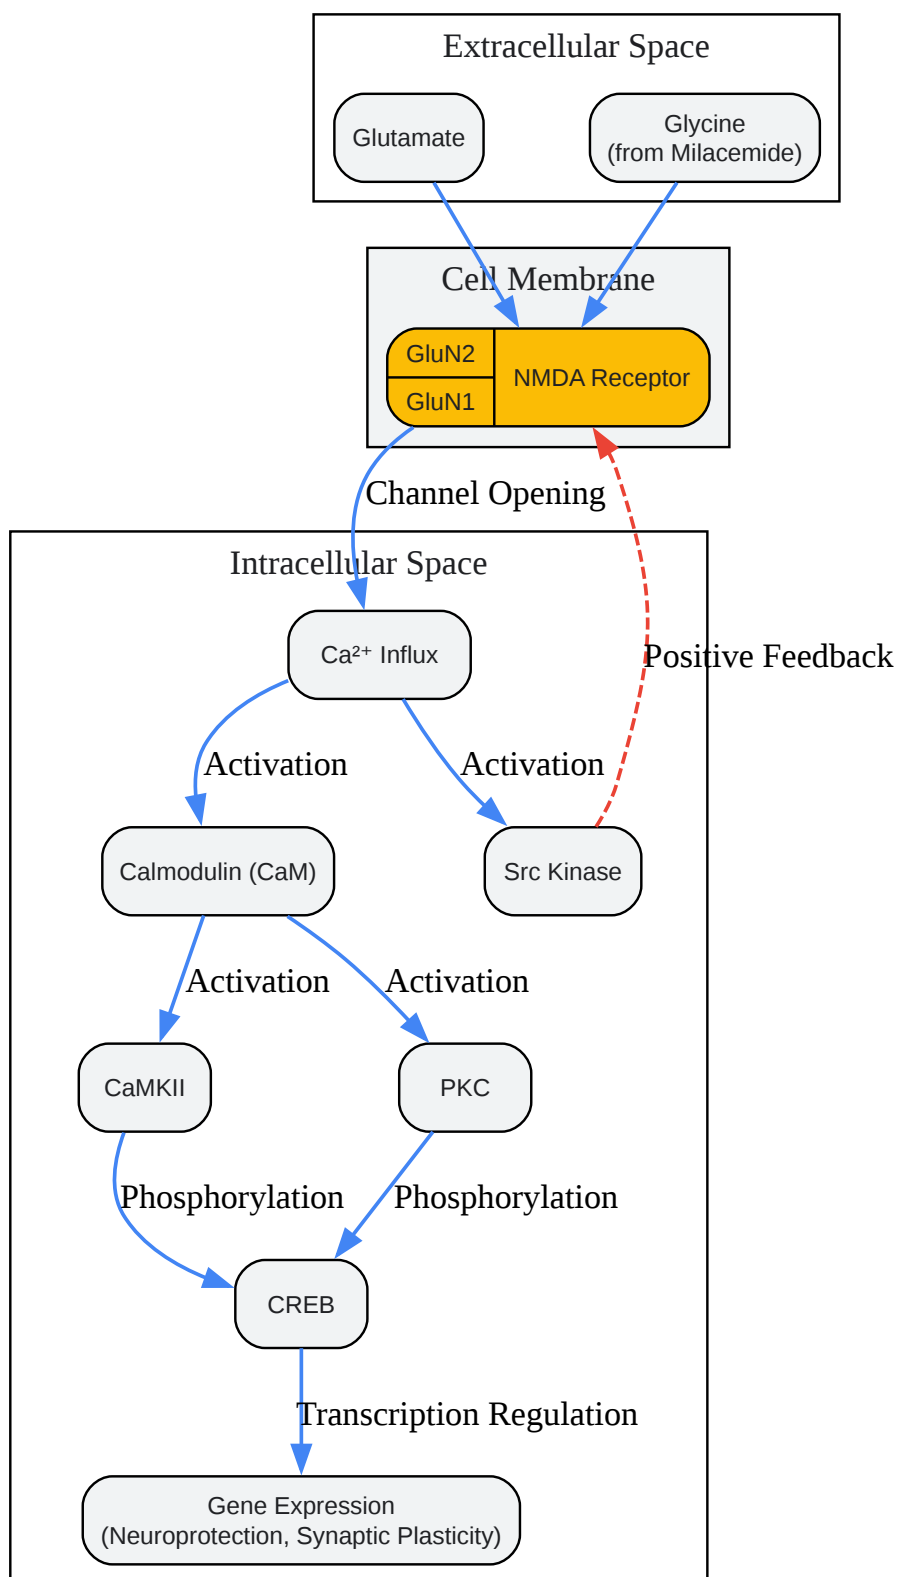 Extracellular Space
Glutamate
Glycine
(from Milacemide)
Cell Membrane
GluN2
GluN1
NMDA Receptor
Channel Opening
Intracellular Space
Ca²⁺ Influx
Positive Feedback
Activation
Activation
Calmodulin (CaM)
Src Kinase
Activation
Activation
CaMKII
PKC
Phosphorylation
Phosphorylation
CREB
Transcription Regulation
Gene Expression
(Neuroprotection, Synaptic Plasticity)